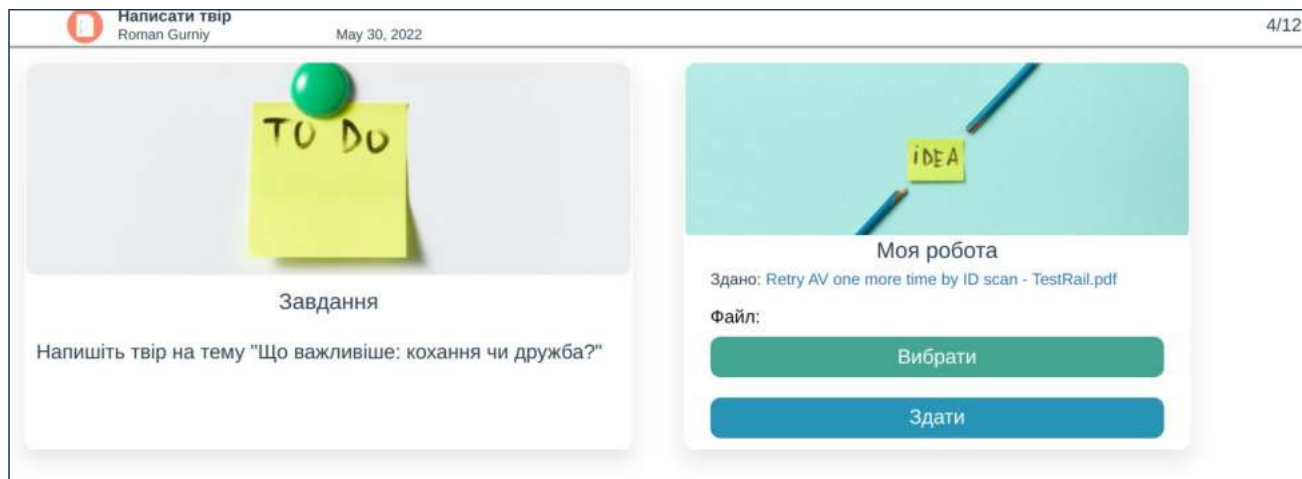 Написати твір
Roman Gurniy May 30, 2022
4/12
TO DO
Завдання
Напишіть твір на тему "Що важливіше: кохання чи дружба?"
iDEA
Моя робота
Здано: Retry AV one more time by ID scan - TestRail.pdf
Файл:
Вибрати
Здати